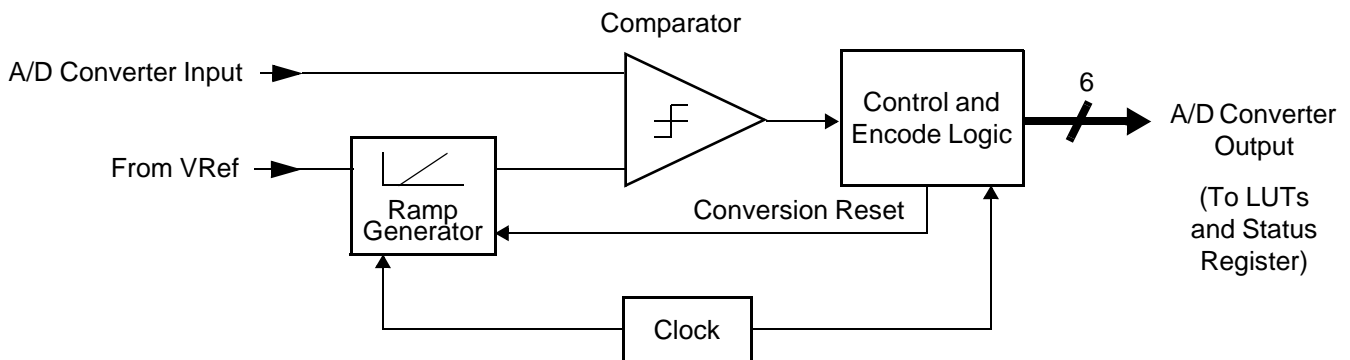 Comparator
A/D Converter Input
From VRef
Ramp
Generator
Control and
Encode Logic
6
A/D Converter
Output
(To LUTs
and Status
Register)
Conversion Reset
Clock